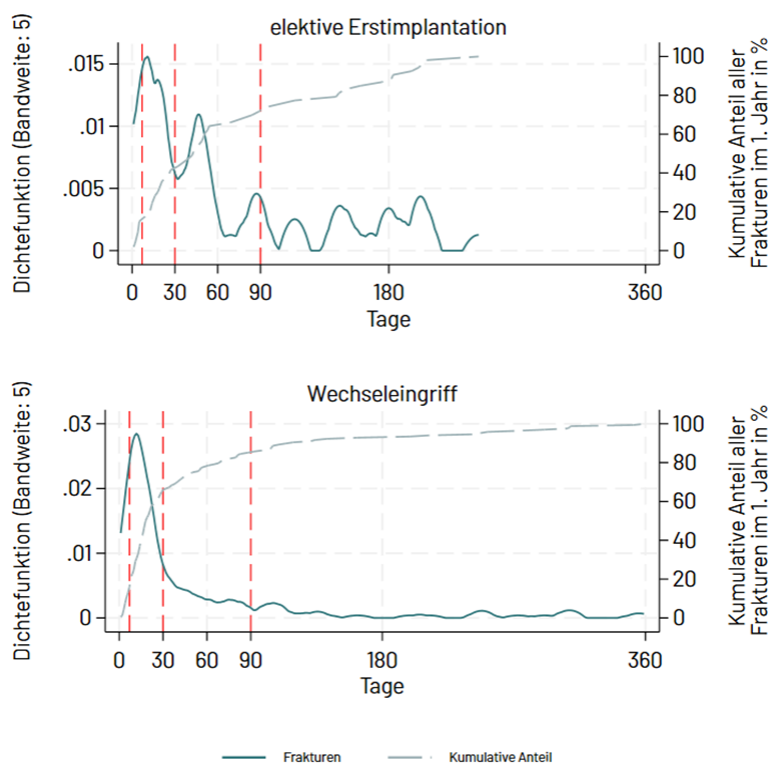 elektive Erstimplantation
Dichtefunktion (Bandweite: 5)
.015
.01
.005
0
100
80
60
40
20
0
Kumulative Anteil aller
Frakturen im 1. Jahr in %
0 30 60 90 180 360
Tage
Wechseleingriff
Dichtefunktion (Bandweite: 5)
.03
.02
.01
0
100
80
60
40
20
0
Kumulative Anteil aller
Frakturen im 1. Jahr in %
0 30 60 90 180 360
Tage
Frakturen Kumulative Anteil